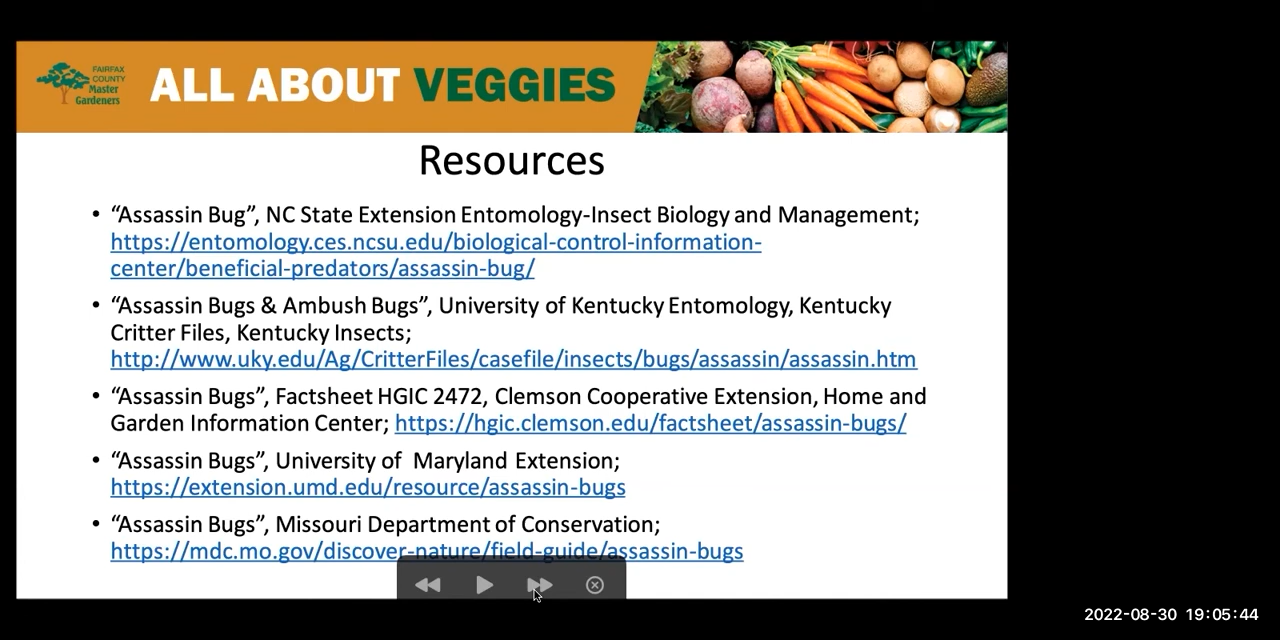 FAIRFAX
COUNTY
Master
Gardeners
ALL ABOUT VEGGIES
Resources
• “Assassin Bug”, NC State Extension Entomology-Insect Biology and Management;
https://entomology.ces.ncsu.edu/biological-control-information-
center/beneficial-predators/assassin-bug/
• “Assassin Bugs & Ambush Bugs”, University of Kentucky Entomology, Kentucky
Critter Files, Kentucky Insects;
http://www.uky.edu/Ag/CritterFiles/casefile/insects/bugs/assassin/assassin.htm
• “Assassin Bugs”, Factsheet HGIC 2472, Clemson Cooperative Extension, Home and
Garden Information Center; https://hgic.clemson.edu/factsheet/assassin-bugs/
• “Assassin Bugs”, University of Maryland Extension;
https://extension.umd.edu/resource/assassin-bugs
• “Assassin Bugs”, Missouri Department of Conservation;
https://mdc.mo.gov/discover-nature/field-guide/assassin-bugs
2022-08-30 19:05:44